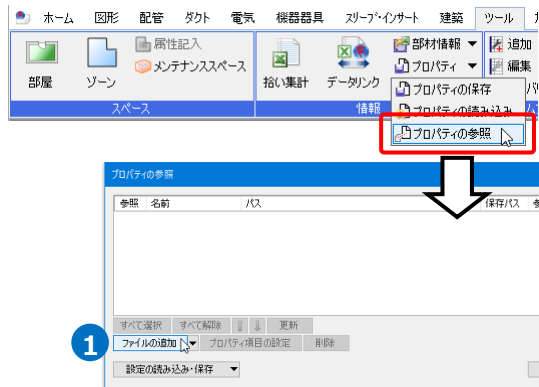 ホーム 図形 配管 ダクト 電気 機器器具 スリーブ・インサート 建築 ツール
属性記入 部材情報 追加
メンテナンススペース プロパティ 編集
部屋 ゾーン 拾い集計 データリンク プロパティの保存
スペース 情報 プロパティの読み込み
プロパティの参照
プロパティの参照
参照 名前 パス 保存パス
すべて選択 すべて解除 更新
1 ファイルの追加 プロパティ項目の設定 削除
設定の読み込み・保存